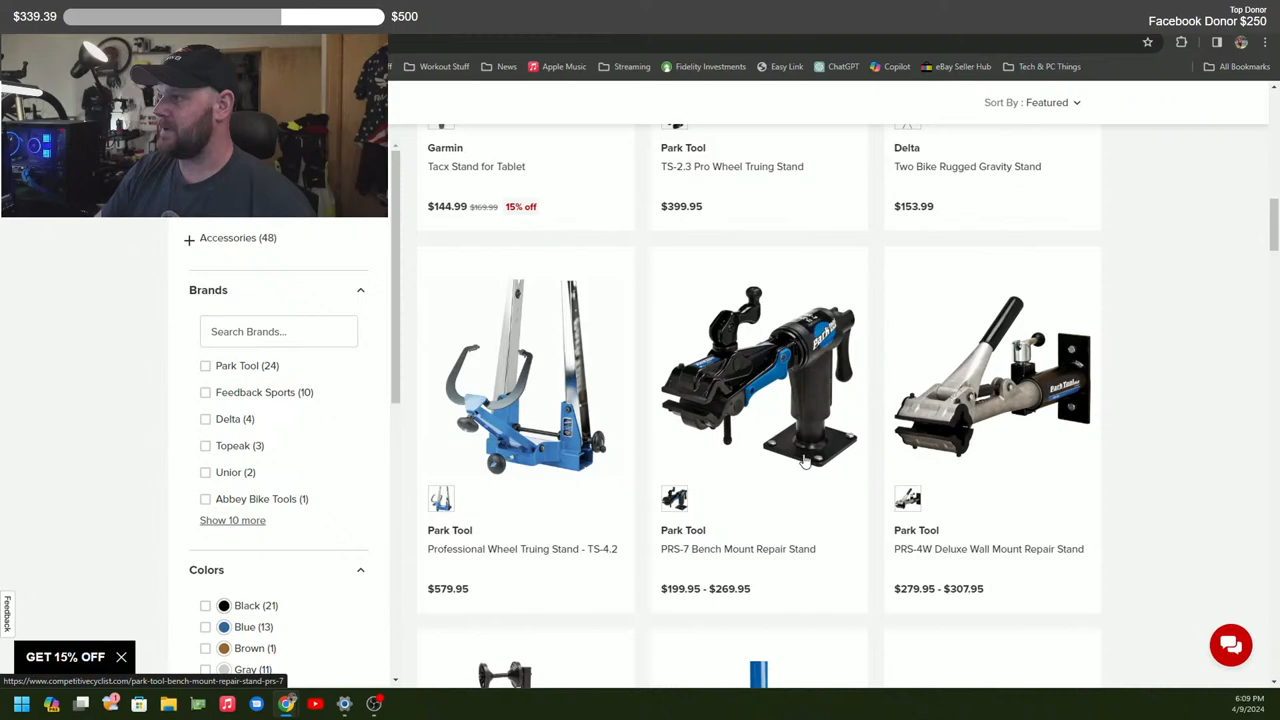 $339.39
$500
Top Donor
Facebook Donor $250
Workout Stuff
News
Apple Music
Streaming
Fidelity Investments
Easy Link
ChatGPT
Copilot
eBay Seller Hub
Tech & PC Things
All Bookmarks
Sort By : Featured
Garmin
Tacx Stand for Tablet
$144.99 $169.99 15% off
Park Tool
TS-2.3 Pro Wheel Truing Stand
$399.95
Delta
Two Bike Rugged Gravity Stand
$153.99
Accessories (48)
Brands
Search Brands...
Park Tool (24)
Feedback Sports (10)
Delta (4)
Topeak (3)
Unior (2)
Abbey Bike Tools (1)
Show 10 more
Colors
Black (21)
Blue (13)
Brown (1)
Gray (11)
ParkTool
ParkTool
Park Tool
Professional Wheel Truing Stand - TS-4.2
$579.95
Park Tool
PRS-7 Bench Mount Repair Stand
$199.95 - $269.95
Park Tool
PRS-4W Deluxe Wall Mount Repair Stand
$279.95 - $307.95
Feedback
GET 15% OFF
https://www.competitivecyclist.com/park-tool-bench-mount-repair-stand-prs-7
6:09 PM
4/9/2024